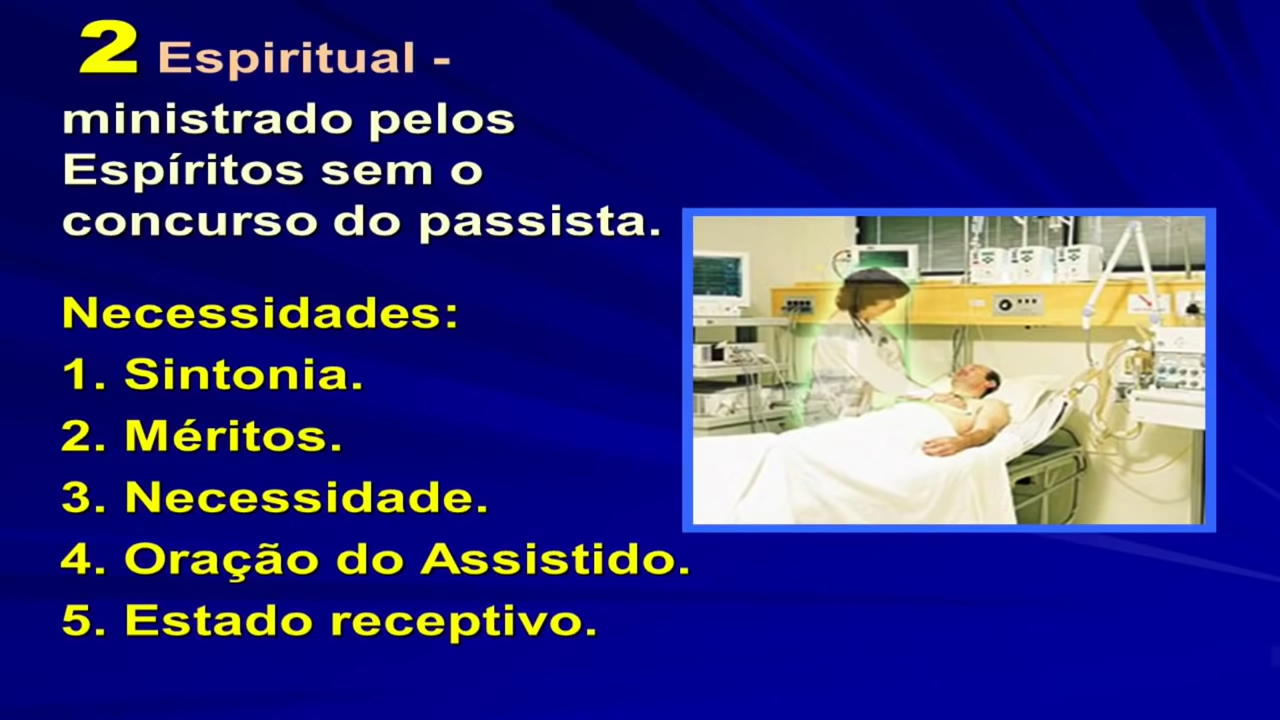 2 Espiritual -
ministrado pelos
Espíritos sem o
concurso do passista.
Necessidades:
1. Sintonia.
2. Méritos.
3. Necessidade.
4. Oração do Assistido.
5. Estado receptivo.